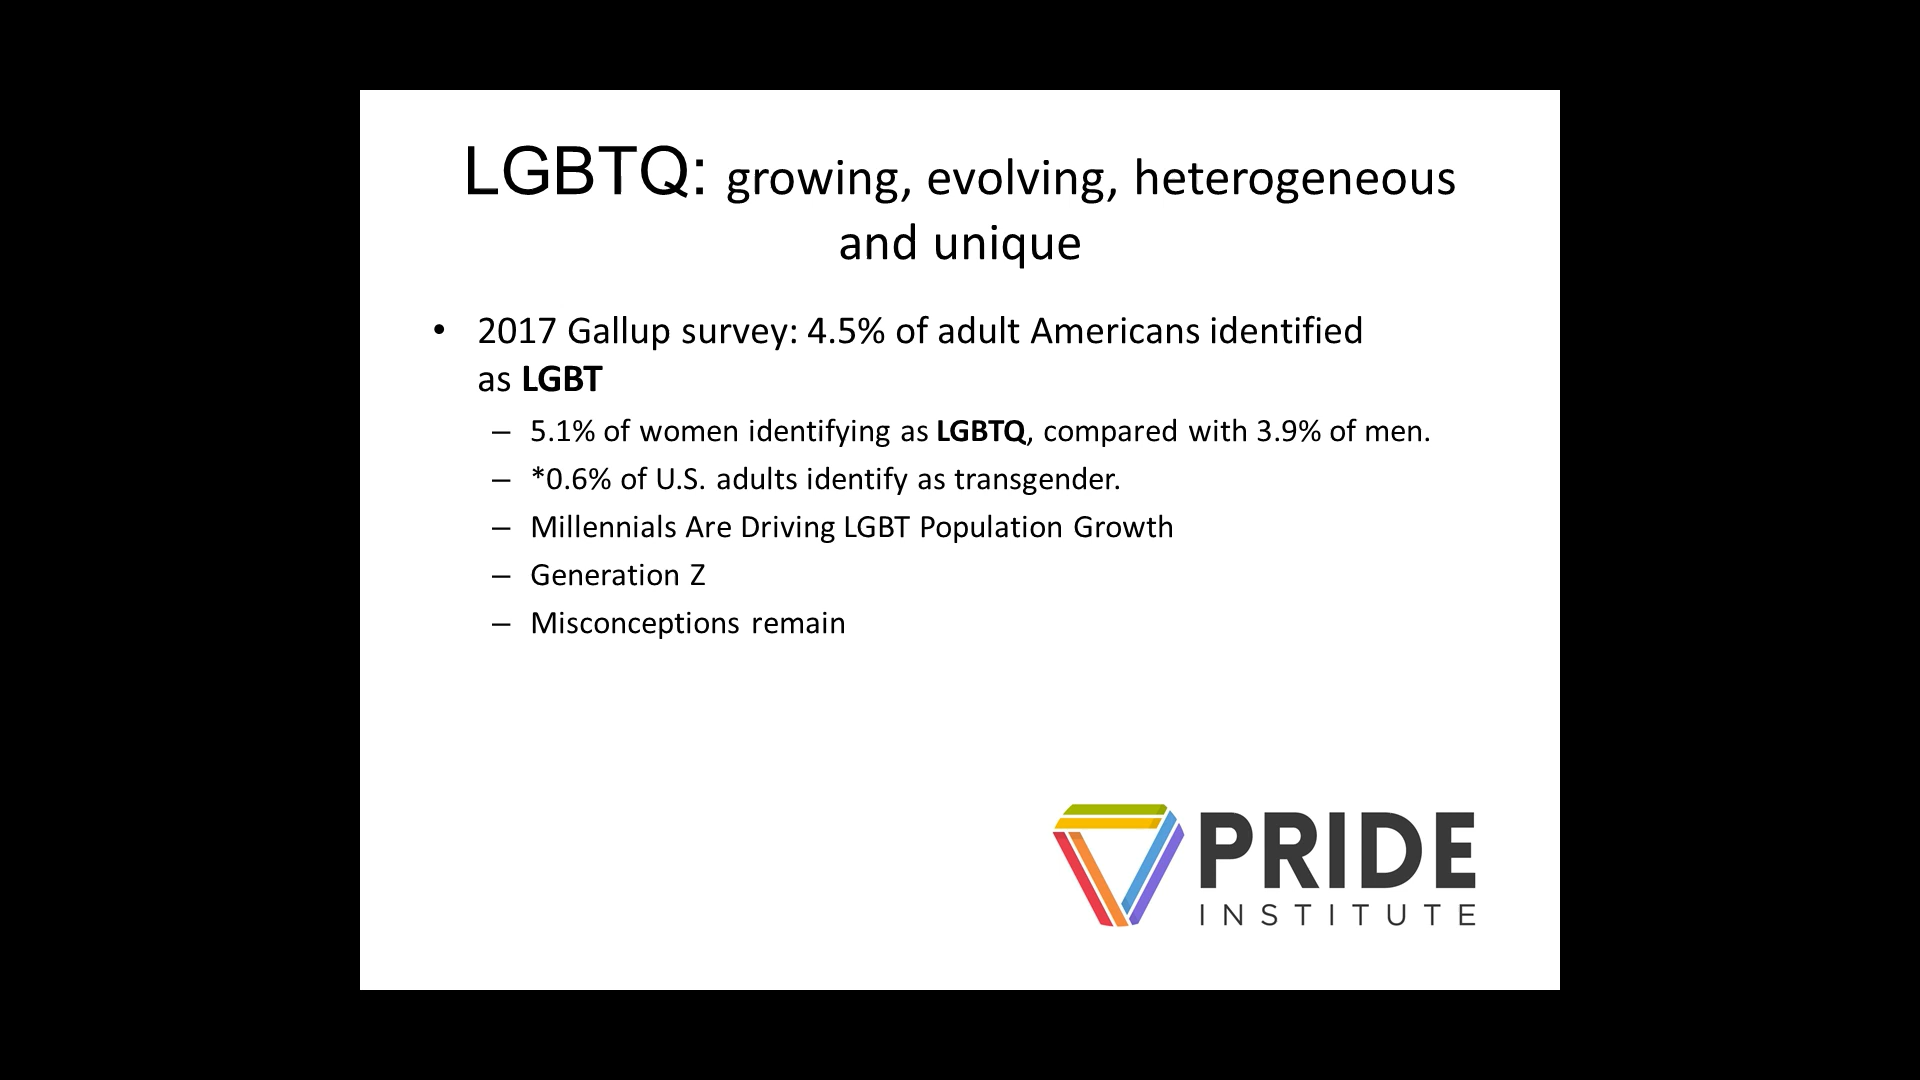 LGBTQ: growing, evolving, heterogeneous
and unique
• 2017 Gallup survey: 4.5% of adult Americans identified
as LGBT
– 5.1% of women identifying as LGBTQ, compared with 3.9% of men.
– *0.6% of U.S. adults identify as transgender.
– Millennials Are Driving LGBT Population Growth
– Generation Z
– Misconceptions remain
PRIDE
INSTITUTE